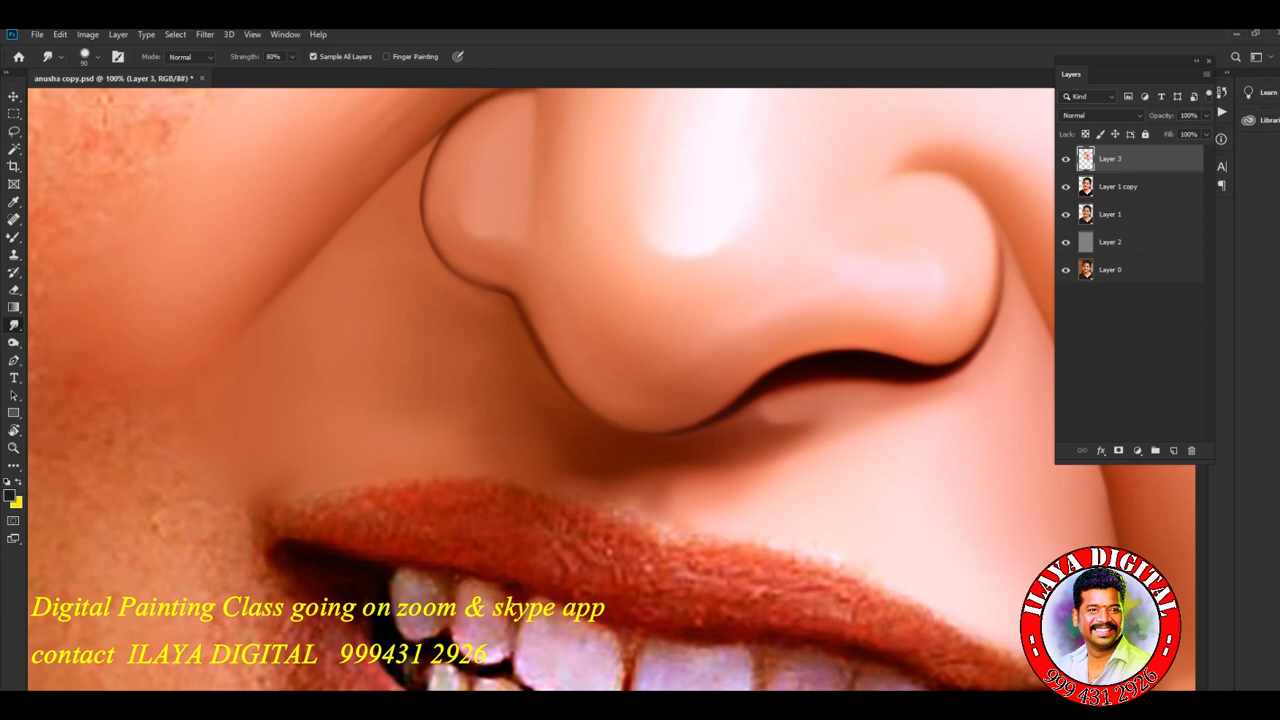 File Edit Image Layer Type Select Filter 3D View Window Help
90 Mode: Normal Strength: 80% Sample All Layers Finger Painting
anusha copy.psd @ 100% (Layer 3, RGB/8#) * ×
Layers
Kind
Normal Opacity: 100%
Lock: Fill: 100%
Layer 3
Layer 1 copy
Layer 1
Layer 2
Layer 0
Learn
Librari
Digital Painting Class going on zoom & skype app
contact ILAYA DIGITAL 999431 2926
ILAYA DIGITAL
999 431 2926